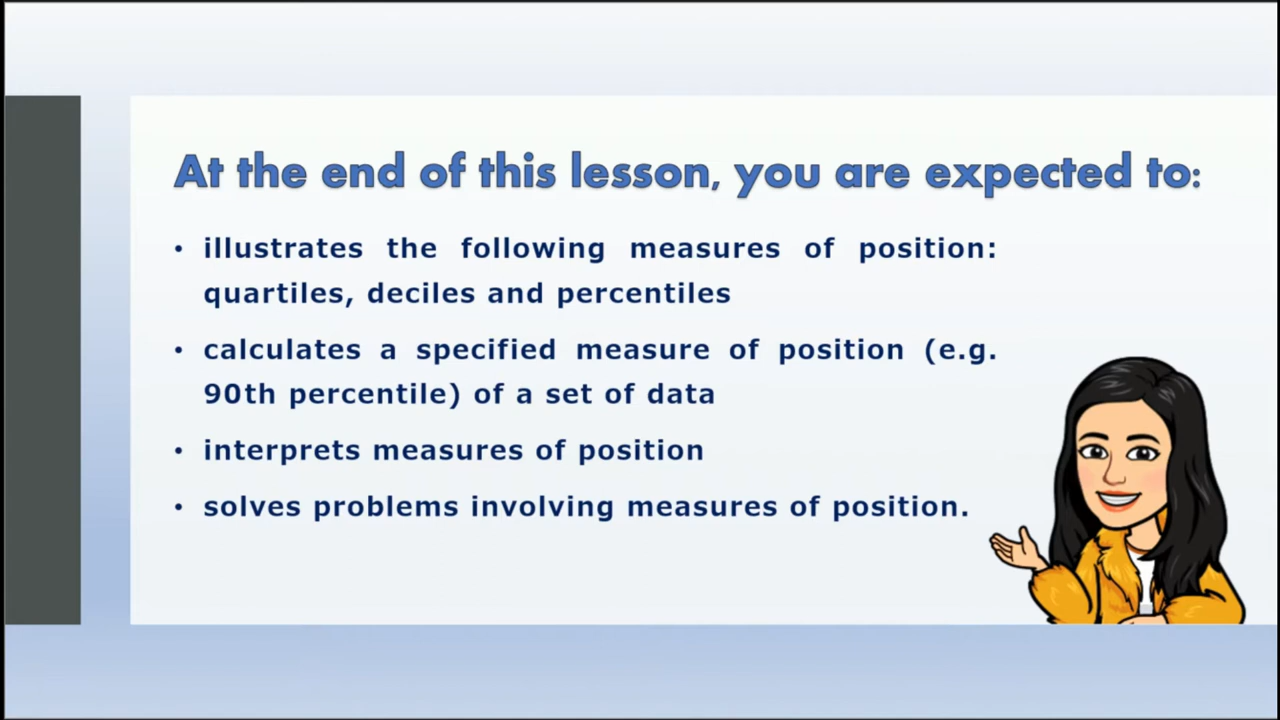 At the end of this lesson, you are expected to:
• illustrates the following measures of position:
quartiles, deciles and percentiles
• calculates a specified measure of position (e.g.
90th percentile) of a set of data
• interprets measures of position
• solves problems involving measures of position.